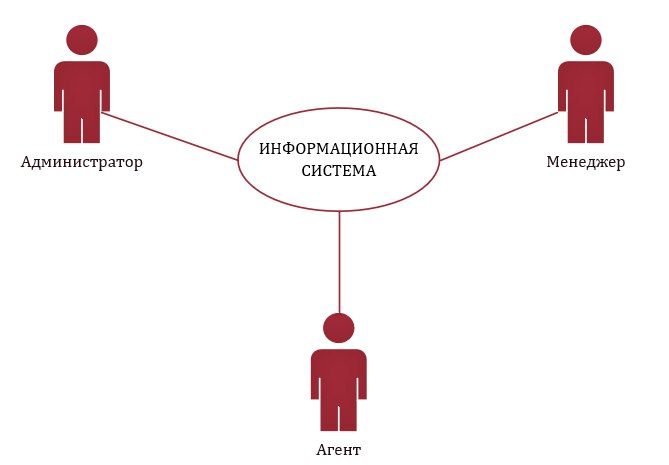 ИНФОРМАЦИОННАЯ
СИСТЕМА
Администратор
Менеджер
Агент